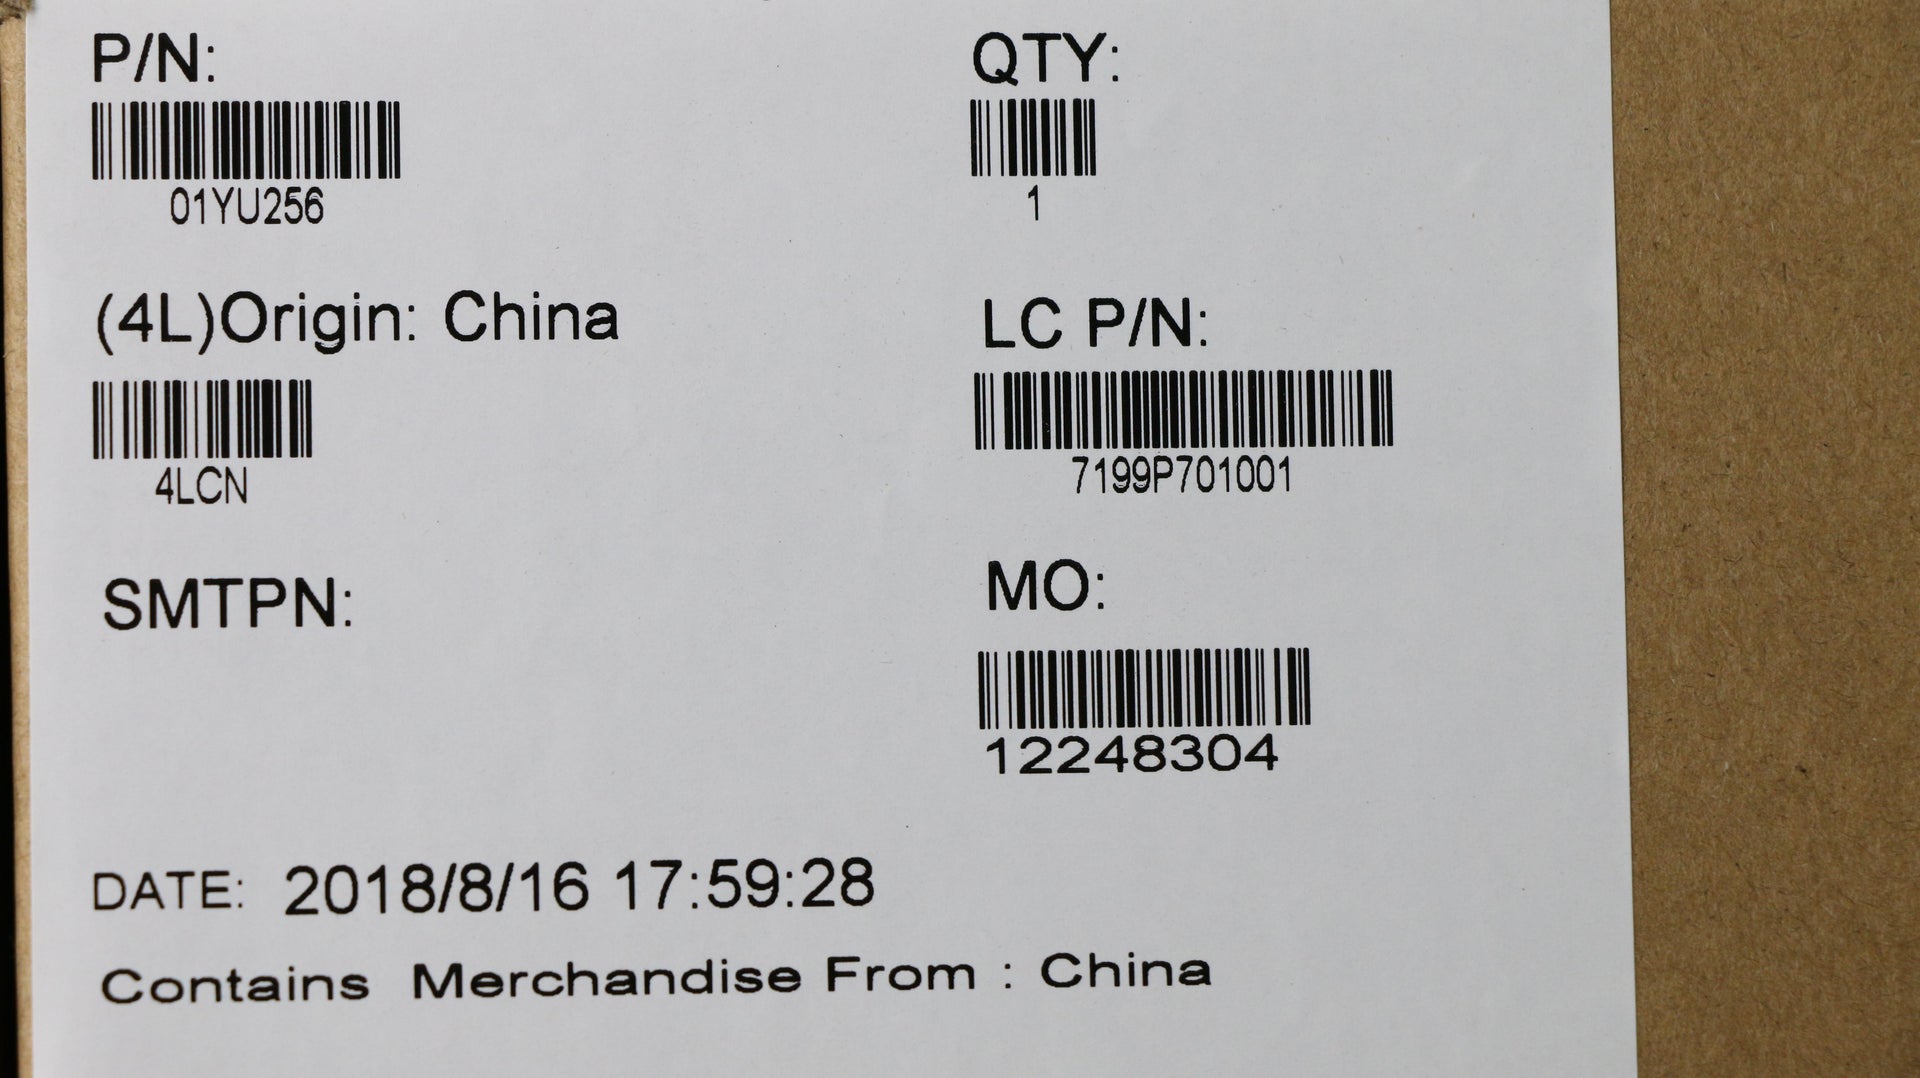 P/N:
01YU256
QTY:
1
(4L)Origin: China
4LCN
LC P/N:
7199P701001
SMTPN:
MO:
12248304
DATE: 2018/8/16 17:59:28
Contains Merchandise From : China